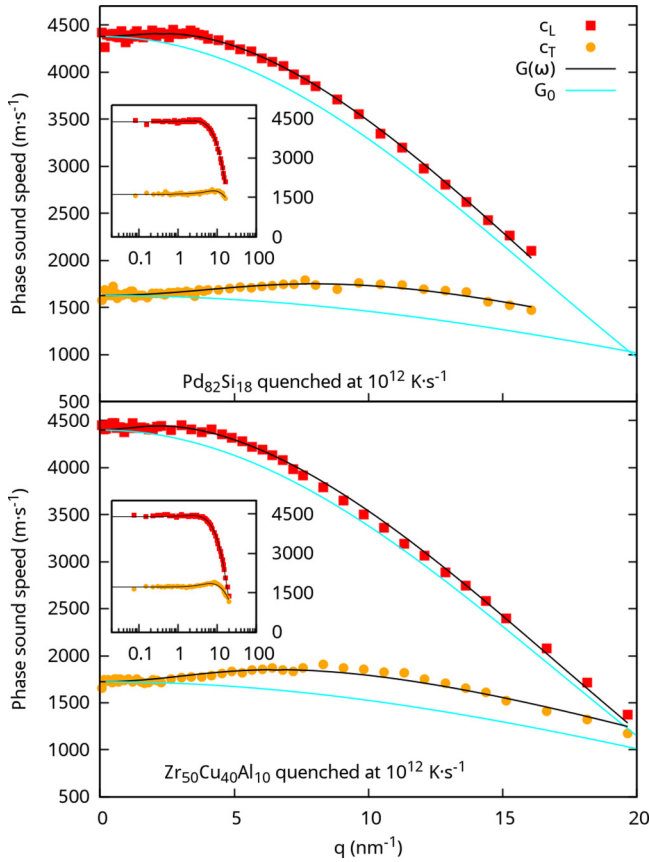 4500
4000
3500
3000
2500
2000
1500
1000
500
Phase sound speed (m·s⁻¹)
c_L
c_T
G(ω)
G₀
4500
3000
1500
0
0.1 1 10 100
Pd₈₂Si₁₈ quenched at 10¹² K·s⁻¹
4500
4000
3500
3000
2500
2000
1500
1000
500
Phase sound speed (m·s⁻¹)
4500
3000
1500
0
0.1 1 10 100
Zr₅₀Cu₄₀Al₁₀ quenched at 10¹² K·s⁻¹
0 5 10 15 20
q (nm⁻¹)